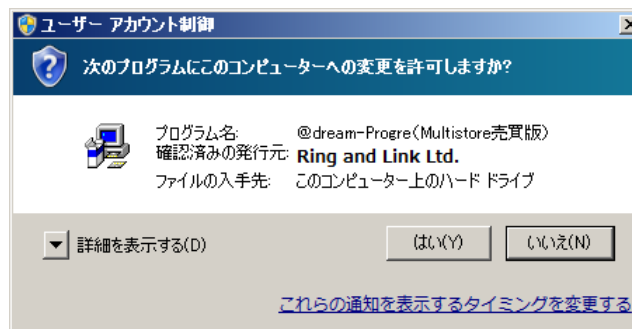 ユーザー アカウント制御
次のプログラムにこのコンピューターへの変更を許可しますか?
プログラム名: @dream-Progre(Multistore売買版)
確認済みの発行元: Ring and Link Ltd.
ファイルの入手先: このコンピューター上のハード ドライブ
詳細を表示する(D) はい(Y) いいえ(N)
これらの通知を表示するタイミングを変更する